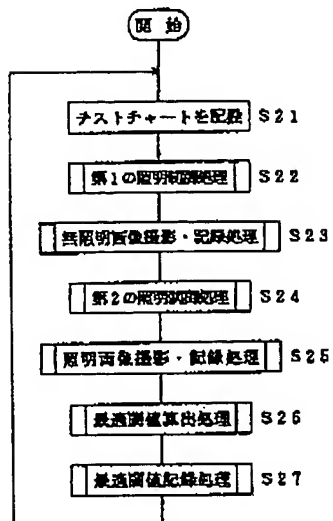 開 始
テストチャートを配設 S21
第1の照明制御処理 S22
無照明画像撮影・記録処理 S23
第2の照明制御処理 S24
照明画像撮影・記録処理 S25
最適閾値算出処理 S26
最適閾値記録処理 S27